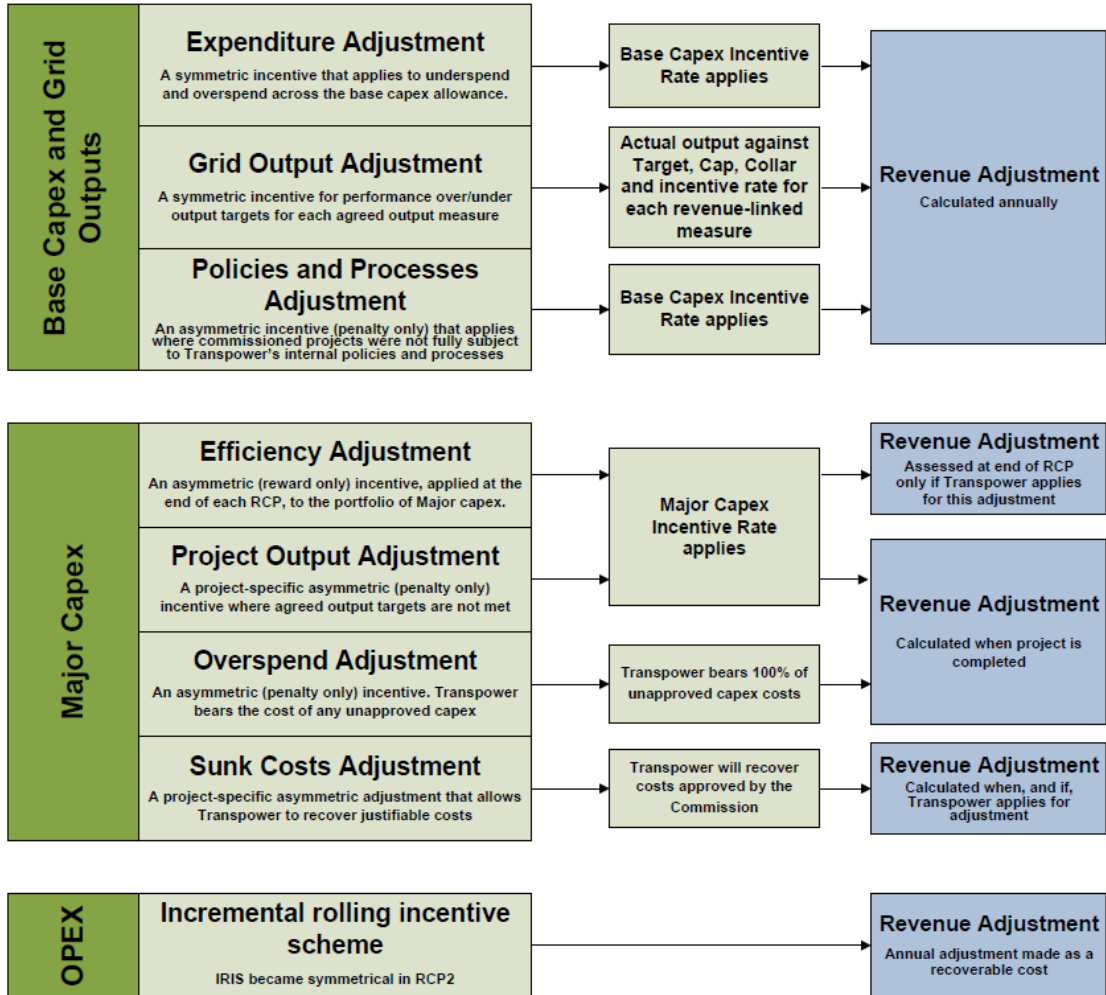 Base Capex and Grid
Outputs
Expenditure Adjustment
A symmetric incentive that applies to underspend
and overspend across the base capex allowance.
Base Capex Incentive
Rate applies
Grid Output Adjustment
A symmetric incentive for performance over/under
output targets for each agreed output measure
Actual output against
Target, Cap, Collar
and incentive rate for
each revenue-linked
measure
Policies and Processes
Adjustment
An asymmetric incentive (penalty only) that applies
where commissioned projects were not fully subject
to Transpower's internal policies and processes
Base Capex Incentive
Rate applies
Revenue Adjustment
Calculated annually
Major Capex
Efficiency Adjustment
An asymmetric (reward only) incentive, applied at the
end of each RCP, to the portfolio of Major capex.
Project Output Adjustment
A project-specific asymmetric (penalty only)
incentive where agreed output targets are not met
Major Capex
Incentive Rate
applies
Revenue Adjustment
Assessed at end of RCP
only if Transpower applies
for this adjustment
Overspend Adjustment
An asymmetric (penalty only) incentive. Transpower
bears the cost of any unapproved capex
Transpower bears 100% of
unapproved capex costs
Revenue Adjustment
Calculated when project is
completed
Sunk Costs Adjustment
A project-specific asymmetric adjustment that allows
Transpower to recover justifiable costs
Transpower will recover
costs approved by the
Commission
Revenue Adjustment
Calculated when, and if,
Transpower applies for
adjustment
OPEX
Incremental rolling incentive
scheme
IRIS became symmetrical in RCP2
Revenue Adjustment
Annual adjustment made as a
recoverable cost